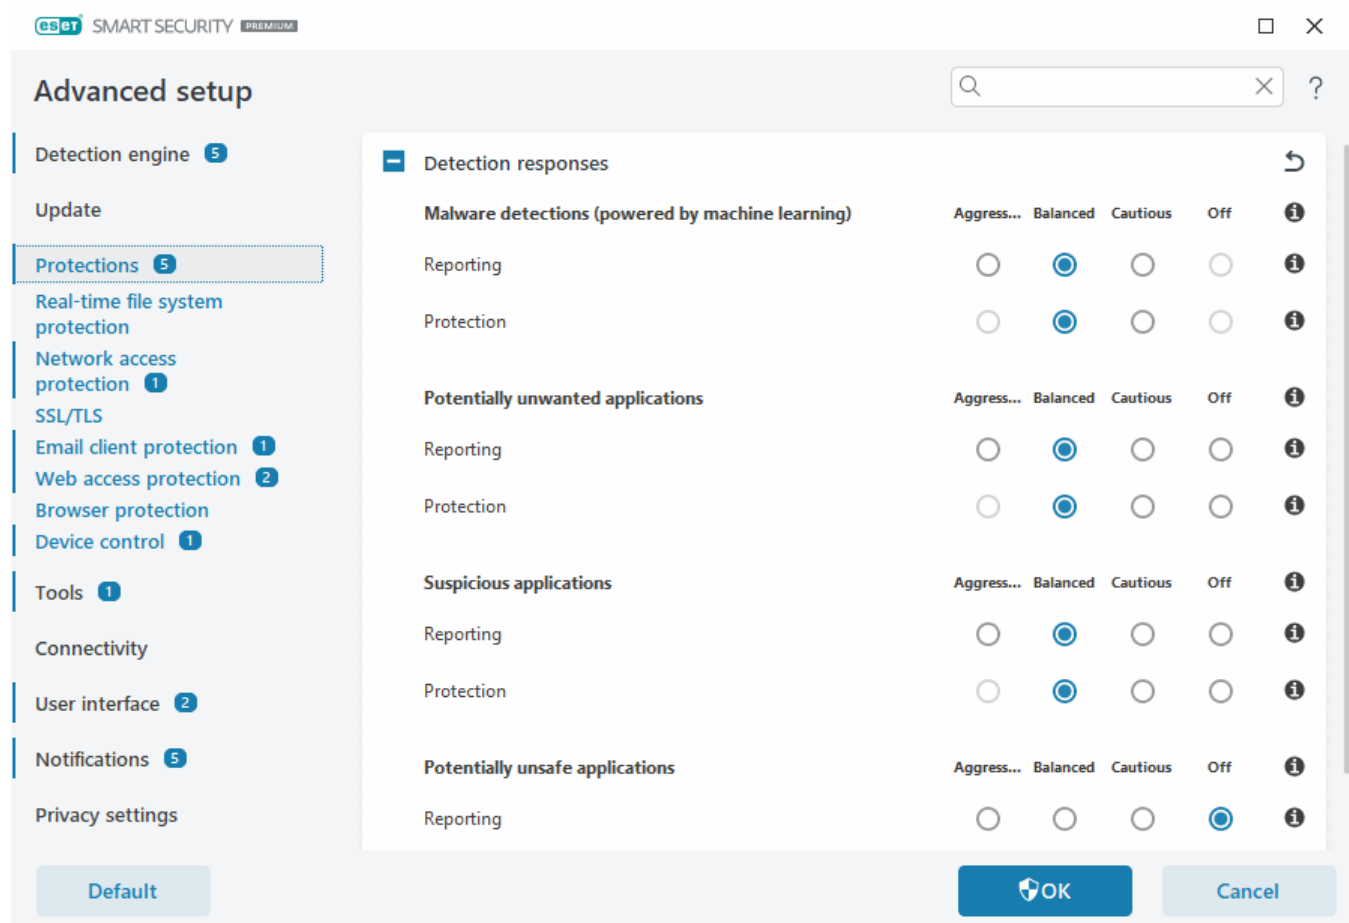 eset SMART SECURITY PREMIUM
Advanced setup
?
Detection engine 5
Update
Protections 5
Real-time file system
protection
Network access
protection 1
SSL/TLS
Email client protection 1
Web access protection 2
Browser protection
Device control 1
Tools 1
Connectivity
User interface 2
Notifications 5
Privacy settings
Detection responses
Malware detections (powered by machine learning) Aggress... Balanced Cautious Off
Reporting
Protection
Potentially unwanted applications Aggress... Balanced Cautious Off
Reporting
Protection
Suspicious applications Aggress... Balanced Cautious Off
Reporting
Protection
Potentially unsafe applications Aggress... Balanced Cautious Off
Reporting
Default OK Cancel